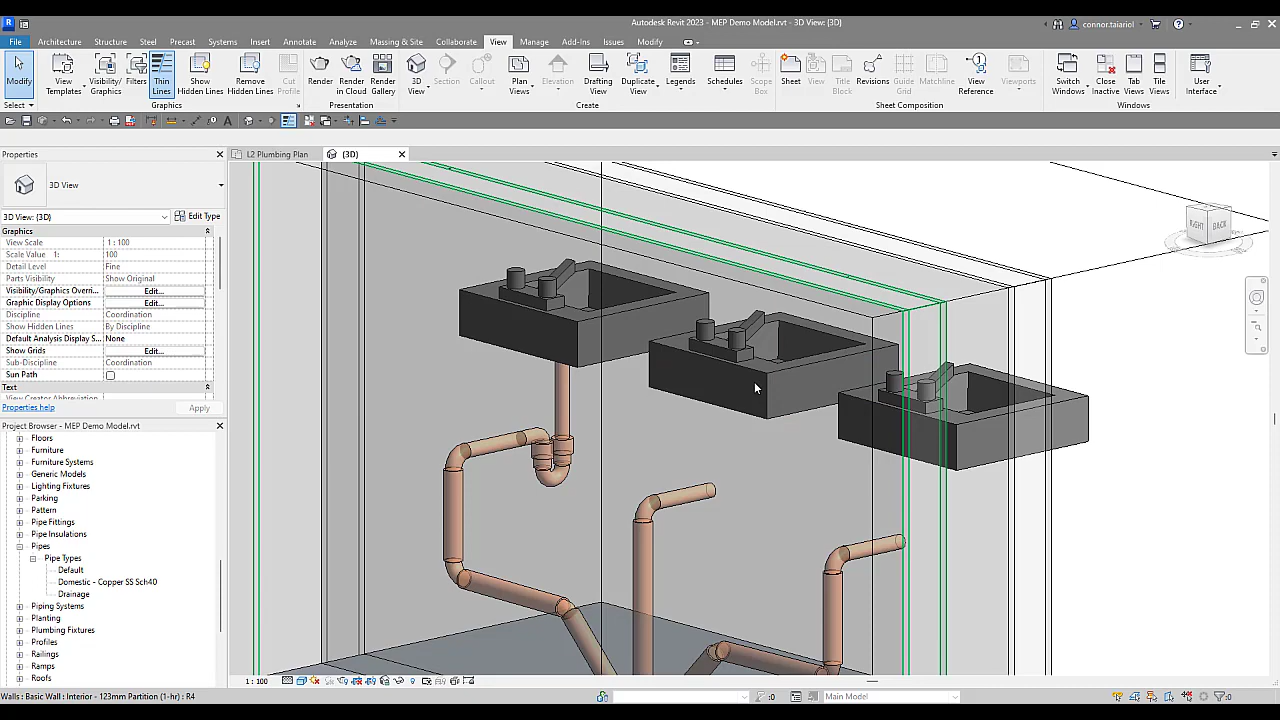 Autodesk Revit 2023 - MEP Demo Model.rvt - 3D View: {3D}
connor.taiariol
File Architecture Structure Steel Precast Systems Insert Annotate Analyze Massing & Site Collaborate View Manage Add-Ins Issues Modify
Modify View Templates Visibility/ Graphics Filters Thin Lines Show Hidden Lines Remove Hidden Lines Cut Profile Render Render in Cloud Render Gallery 3D View Section Callout Plan Views Elevation Drafting View Duplicate View Legends Schedules Scope Box Sheet View Title Block Revisions Guide Grid Matchline View Reference Viewports Switch Windows Close Inactive Tab Views Tile Views User Interface
Select Graphics Presentation Create Sheet Composition Windows
Properties
L2 Plumbing Plan
{3D}
3D View
3D View: {3D}
Edit Type
Graphics
View Scale 1 : 100
Scale Value 1: 100
Detail Level Fine
Parts Visibility Show Original
Visibility/Graphics Overri... Edit...
Graphic Display Options Edit...
Discipline Coordination
Show Hidden Lines By Discipline
Default Analysis Display S... None
Show Grids Edit...
Sub-Discipline Coordination
Sun Path
Text
Properties help
Apply
RIGHT BACK
Project Browser - MEP Demo Model.rvt
Floors
Furniture
Furniture Systems
Generic Models
Lighting Fixtures
Parking
Pattern
Pipe Fittings
Pipe Insulations
Pipes
Pipe Types
Default
Domestic - Copper SS Sch40
Drainage
Piping Systems
Planting
Plumbing Fixtures
Profiles
Railings
Ramps
Roofs
1 : 100
Walls : Basic Wall : Interior - 123mm Partition (1-hr) : R4
:0
Main Model
:0